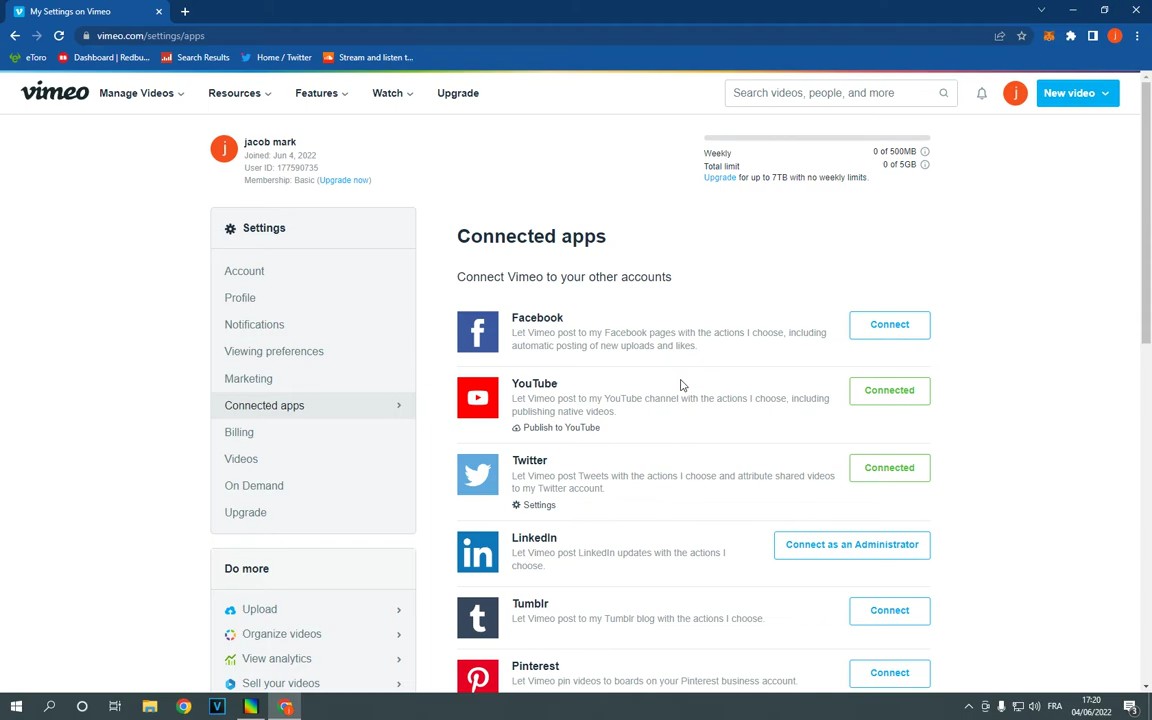 My Settings on Vimeo
vimeo.com/settings/apps
eToro
Dashboard | Redbu...
Search Results
Home / Twitter
Stream and listen t...
vimeo
Manage Videos
Resources
Features
Watch
Upgrade
Search videos, people, and more
j
New video
j
jacob mark
Joined: Jun 4, 2022
User ID: 177590735
Membership: Basic (Upgrade now)
Weekly
0 of 500MB
Total limit
0 of 5GB
Upgrade for up to 7TB with no weekly limits.
Settings
Account
Profile
Notifications
Viewing preferences
Marketing
Connected apps
Billing
Videos
On Demand
Upgrade
Do more
Upload
Organize videos
View analytics
Sell your videos
Connected apps
Connect Vimeo to your other accounts
Facebook
Let Vimeo post to my Facebook pages with the actions I choose, including
automatic posting of new uploads and likes.
Connect
YouTube
Let Vimeo post to my YouTube channel with the actions I choose, including
publishing native videos.
Publish to YouTube
Connected
Twitter
Let Vimeo post Tweets with the actions I choose and attribute shared videos
to my Twitter account.
Settings
Connected
LinkedIn
Let Vimeo post LinkedIn updates with the actions I
choose.
Connect as an Administrator
Tumblr
Let Vimeo post to my Tumblr blog with the actions I choose.
Connect
Pinterest
Let Vimeo pin videos to boards on your Pinterest business account.
Connect
FRA
17:20
04/06/2022
3